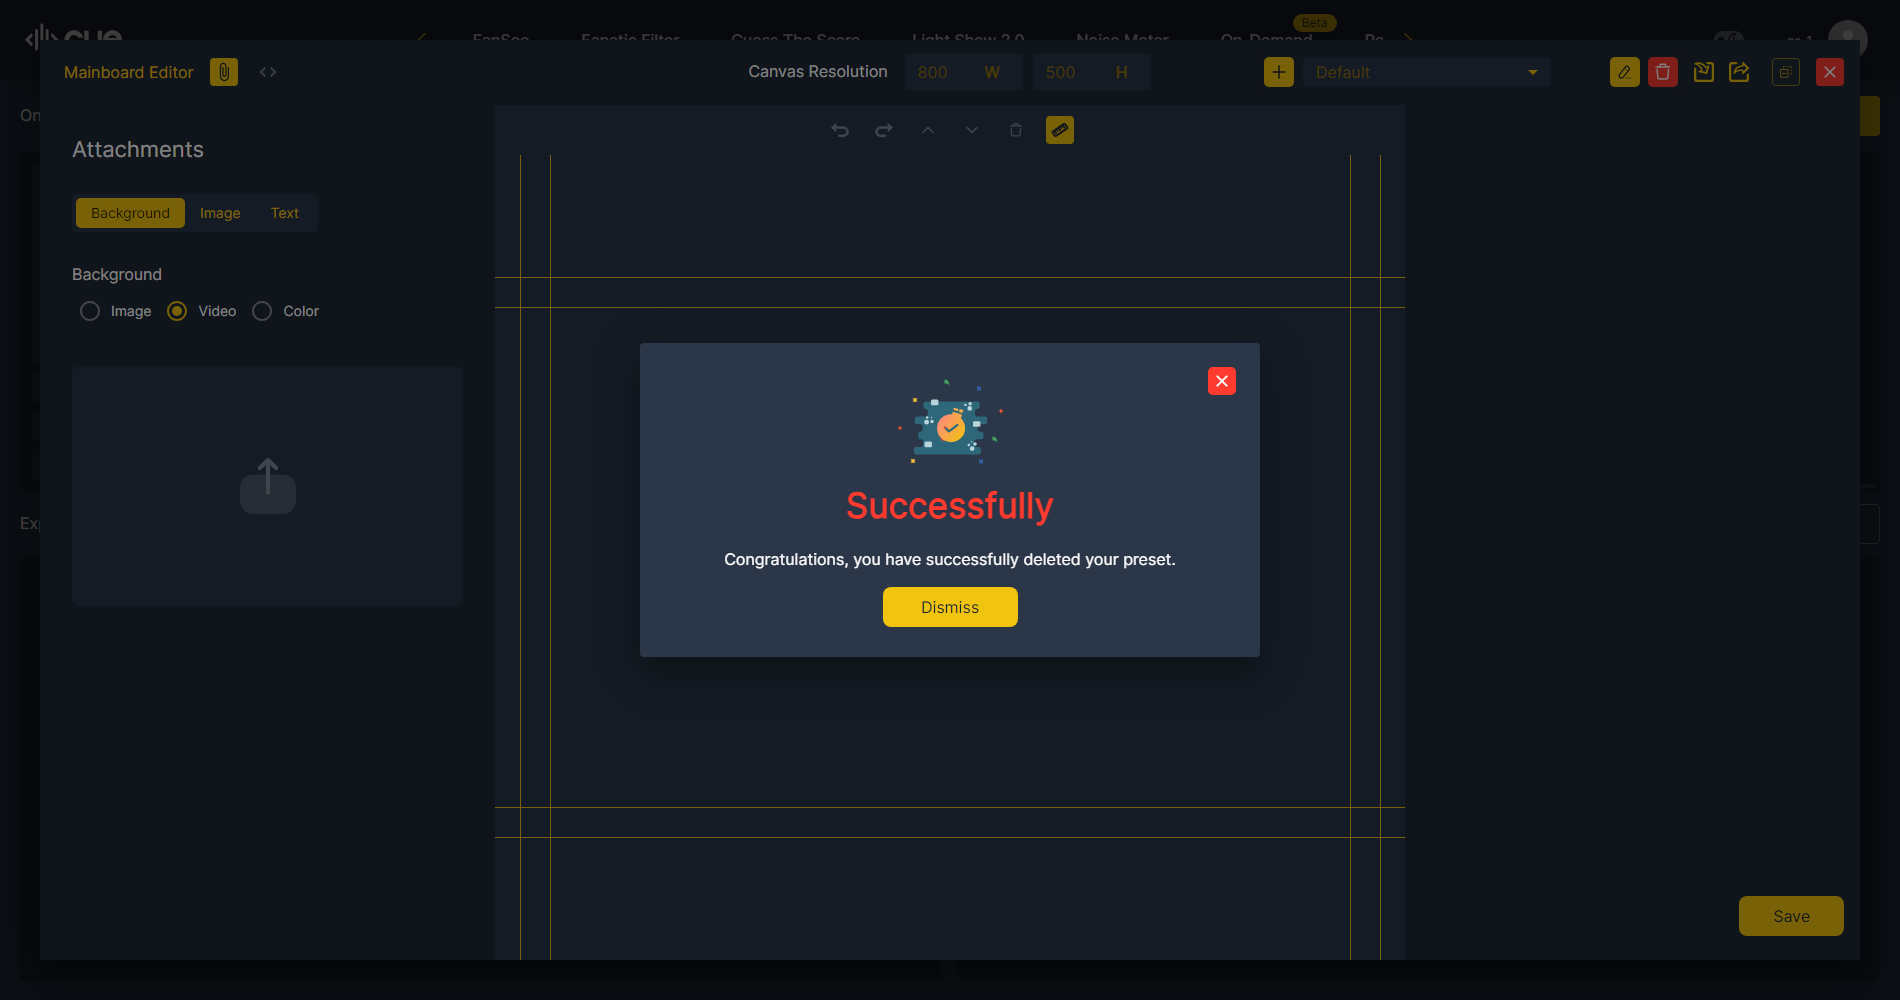 cue
FanSee
Fanatic Filter
Guess The Score
Light Show 2.0
Noise Meter
Beta
On-Demand
Mainboard Editor
Canvas Resolution
800 W
500 H
Default
On
Attachments
Background
Image
Text
Background
Image
Video
Color
Successfully
Congratulations, you have successfully deleted your preset.
Dismiss
Save